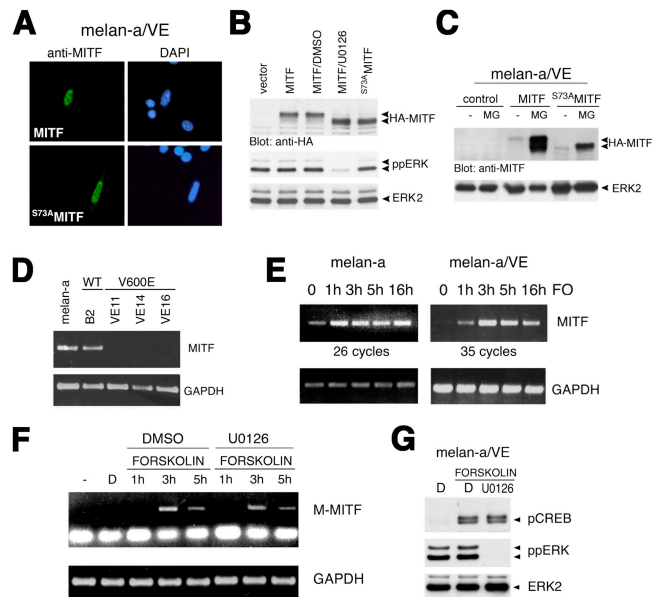 A
melan-a/VE
anti-MITF DAPI
MITF
S73AMITF
B
vector
MITF
MITF/DMSO
MITF/U0126
S73AMITF
HA-MITF
Blot: anti-HA
ppERK
ERK2
C
melan-a/VE
control MITF S73AMITF
- MG - MG - MG
HA-MITF
Blot: anti-MITF
ERK2
D
WT V600E
melan-a
B2
VE11
VE14
VE16
MITF
GAPDH
E
melan-a melan-a/VE
0 1h 3h 5h 16h 0 1h 3h 5h 16h FO
MITF
26 cycles 35 cycles
GAPDH
F
DMSO U0126
FORSKOLIN FORSKOLIN
- D 1h 3h 5h 1h 3h 5h
M-MITF
GAPDH
G
melan-a/VE
FORSKOLIN
D D U0126
pCREB
ppERK
ERK2